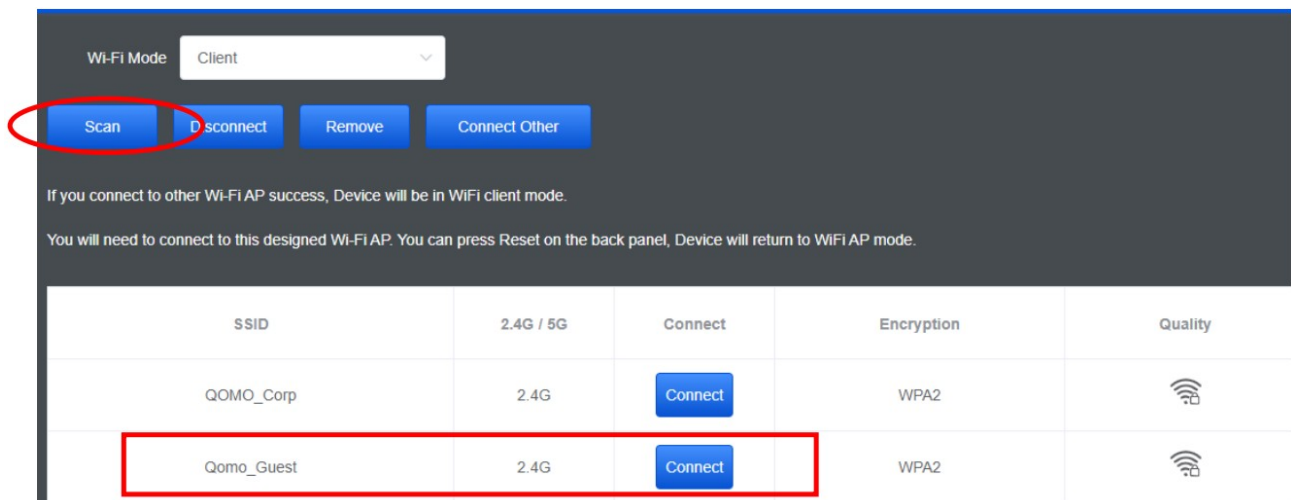 Wi-Fi Mode Client
Scan Disconnect Remove Connect Other
If you connect to other Wi-Fi AP success, Device will be in WiFi client mode.
You will need to connect to this designed Wi-Fi AP. You can press Reset on the back panel, Device will return to WiFi AP mode.
SSID 2.4G / 5G Connect Encryption Quality
QOMO_Corp 2.4G Connect WPA2
Qomo_Guest 2.4G Connect WPA2